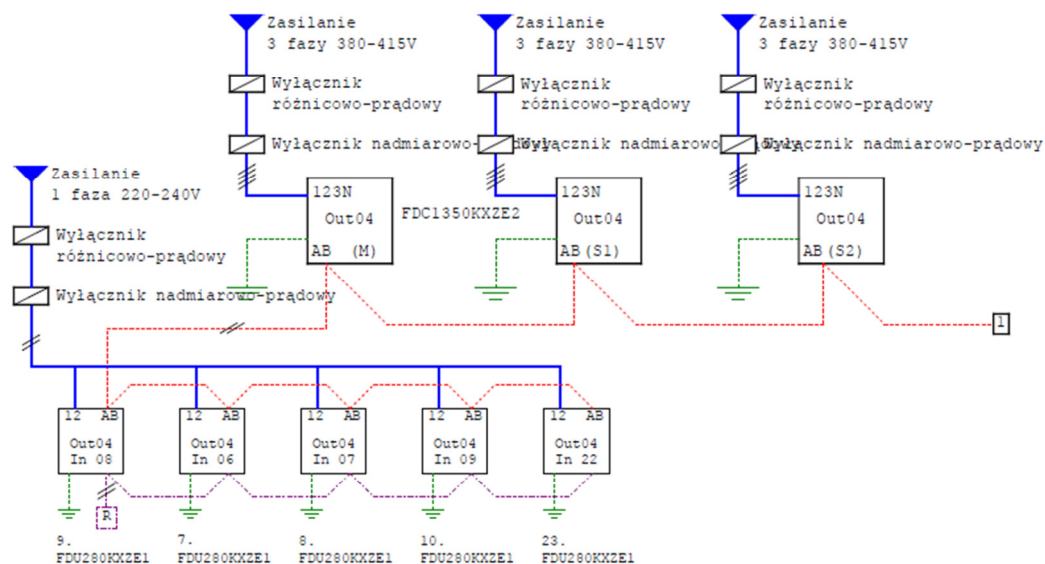 Zasilanie
3 fazy 380-415V
Zasilanie
3 fazy 380-415V
Zasilanie
3 fazy 380-415V
Wyłącznik
różnicowo-prądowy
Wyłącznik
różnicowo-prądowy
Wyłącznik
różnicowo-prądowy
Wyłącznik nadmiarowo-prądowy
Wyłącznik nadmiarowo-prądowy
Wyłącznik nadmiarowo-prądowy
Zasilanie
1 faza 220-240V
Wyłącznik
różnicowo-prądowy
Wyłącznik nadmiarowo-prądowy
123N
Out04
AB (M)
FDC1350KXZE2
123N
Out04
AB (S1)
123N
Out04
AB (S2)
1
12 AB
Out04
In 08
12 AB
Out04
In 06
12 AB
Out04
In 07
12 AB
Out04
In 09
12 AB
Out04
In 22
R
9.
FDU280KXZE1
7.
FDU280KXZE1
8.
FDU280KXZE1
10.
FDU280KXZE1
23.
FDU280KXZE1